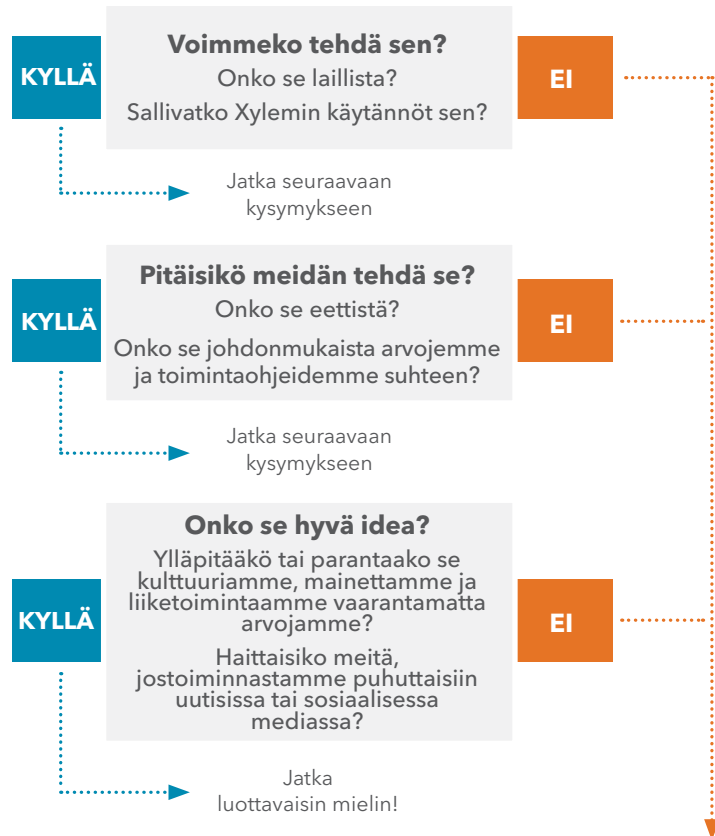 Voimmeko tehdä sen?
KYLLÄ
Onko se laillista?
EI
Sallivatko Xylemin käytännöt sen?
Jatka seuraavaan
kysymykseen
Pitäisikö meidän tehdä se?
KYLLÄ
Onko se eettistä?
EI
Onko se johdonmukaista arvojemme
ja toimintaohjeidemme suhteen?
Jatka seuraavaan
kysymykseen
Onko se hyvä idea?
Ylläpitääkö tai parantaako se
kulttuuriamme, mainettamme ja
liiketoimintaamme vaarantamatta
arvojamme?
KYLLÄ
EI
Haittaisiko meitä,
jostoiminnastamme puhuttaisiin
uutisissa tai sosiaalisessa
mediassa?
Jatka
luottavaisin mielin!